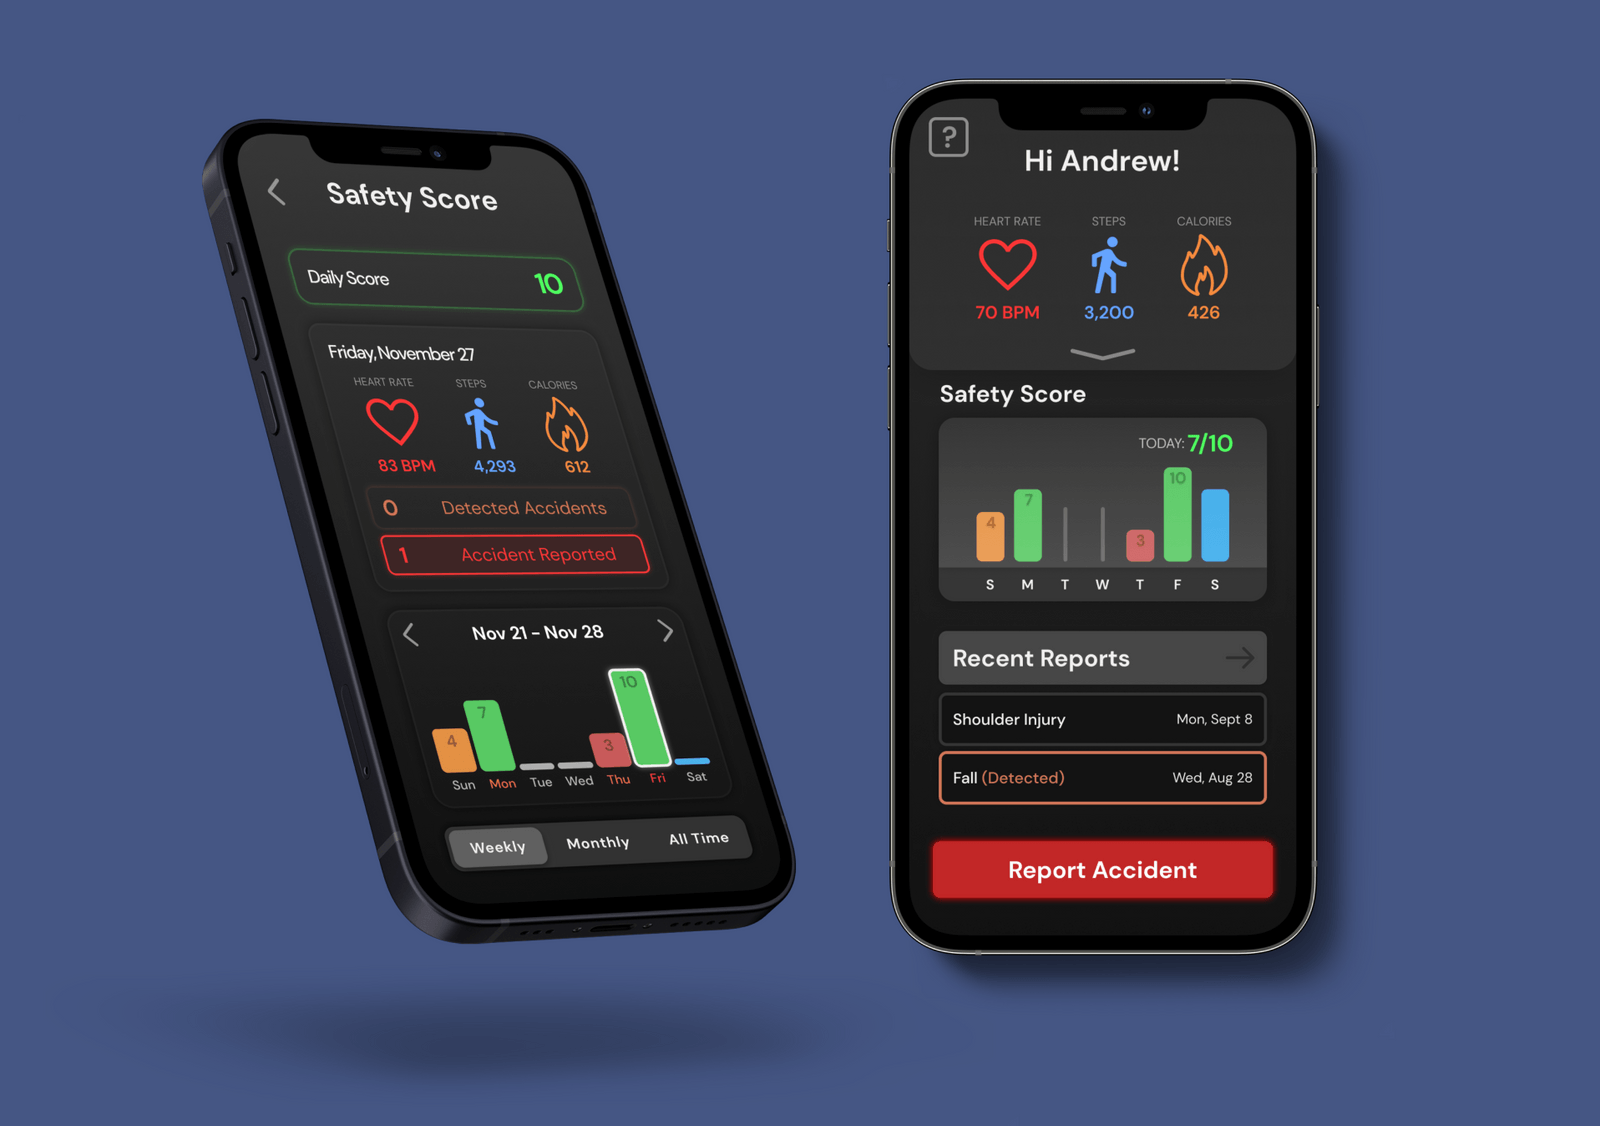 Safety Score
Daily Score 10
Friday, November 27
HEART RATE STEPS CALORIES
83 BPM 4,293 612
0 Detected Accidents
1 Accident Reported
Nov 21 - Nov 28
4 7 3 10
Sun Mon Tue Wed Thu Fri Sat
Weekly Monthly All Time
?
Hi Andrew!
HEART RATE STEPS CALORIES
70 BPM 3,200 426
Safety Score
TODAY: 7/10
4 7 3 10
S M T W T F S
Recent Reports
Shoulder Injury Mon, Sept 8
Fall (Detected) Wed, Aug 28
Report Accident